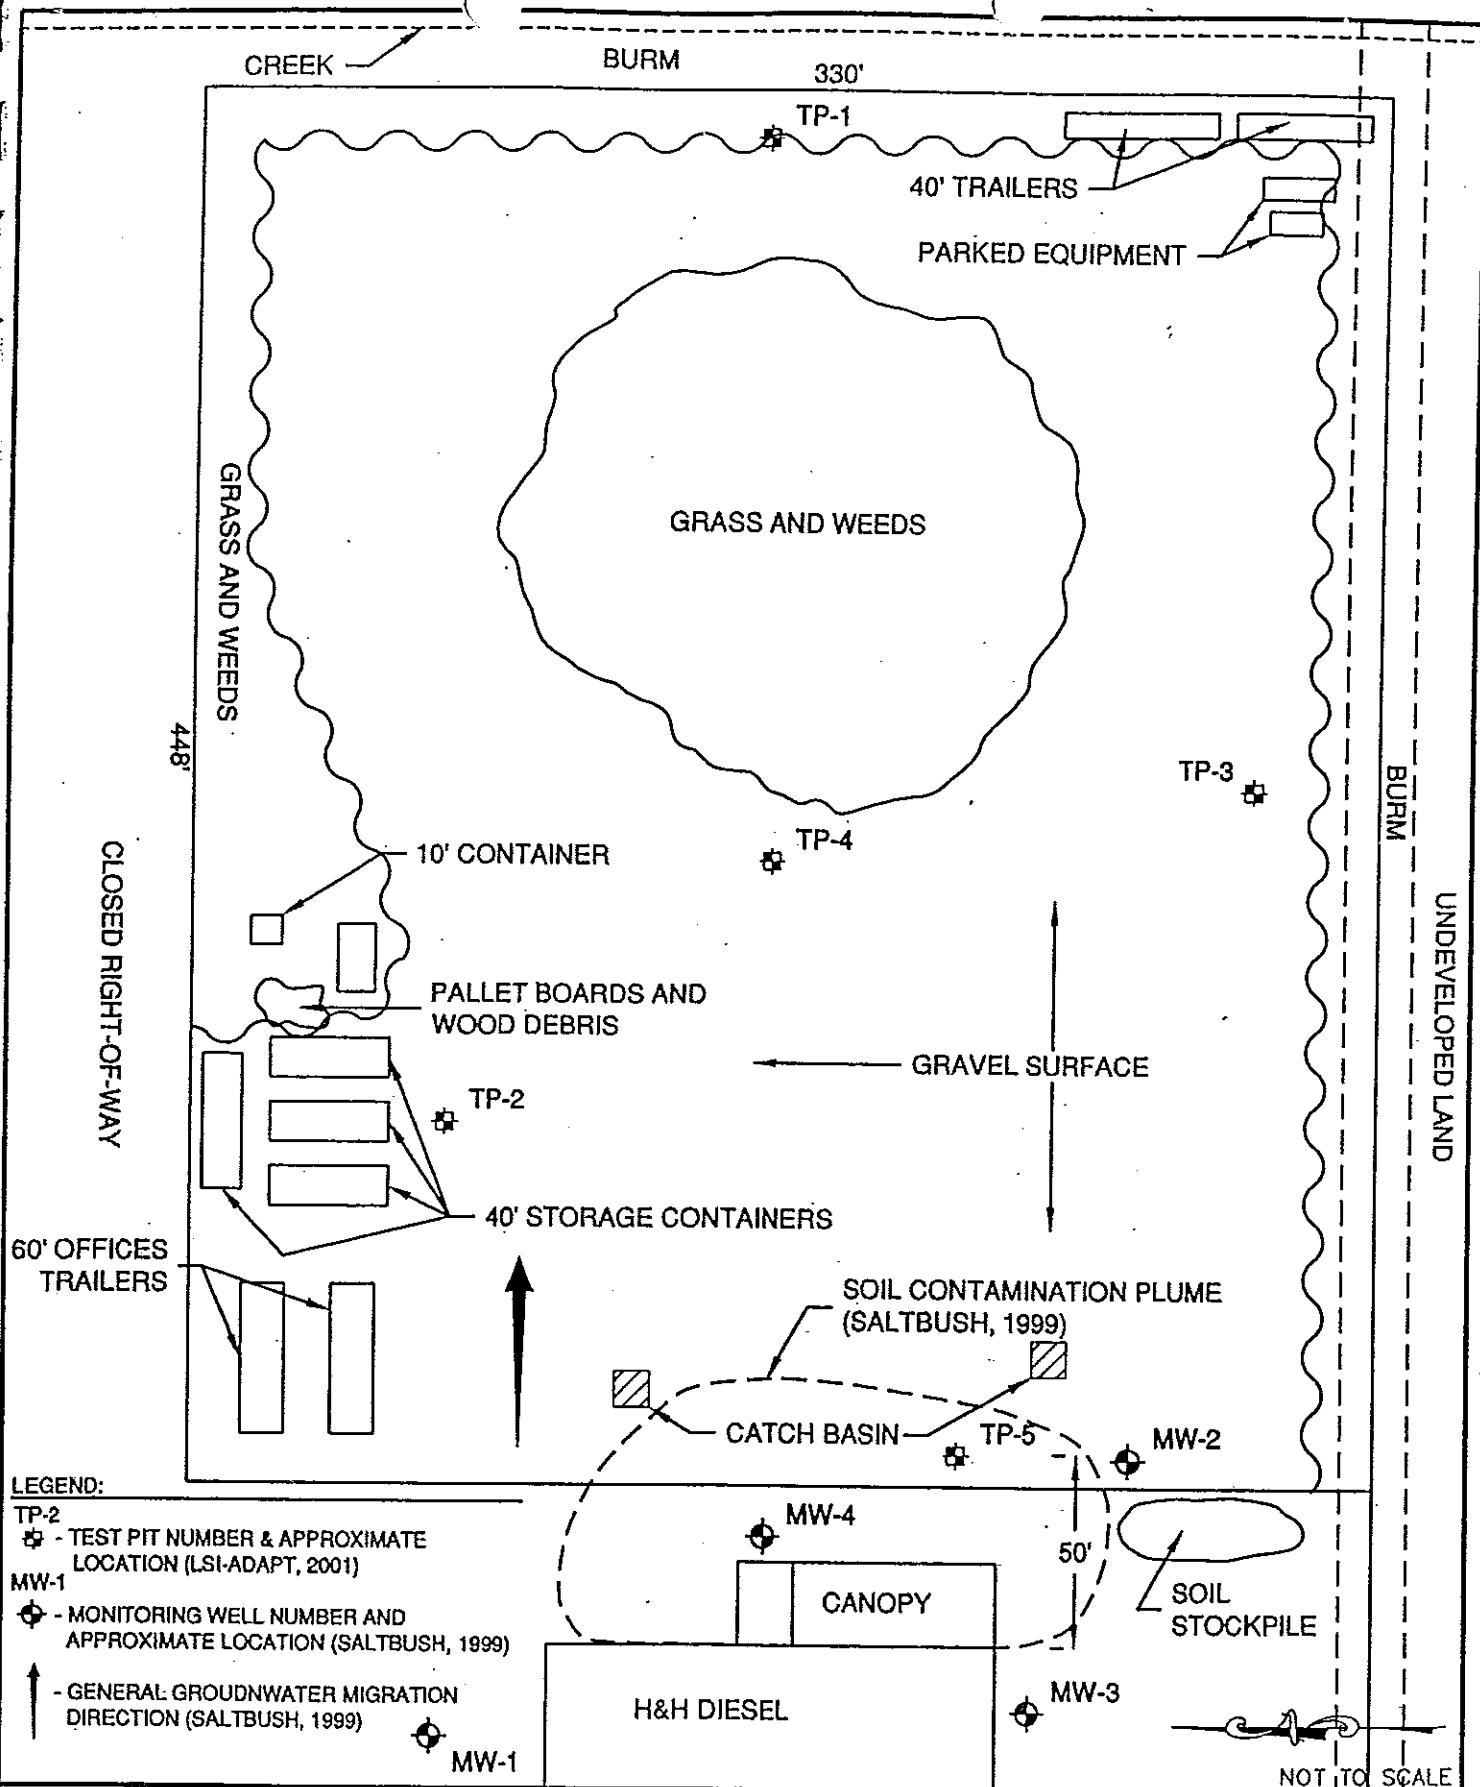 CREEK
BURM
330'
TP-1
40' TRAILERS
PARKED EQUIPMENT
GRASS AND WEEDS
GRASS AND WEEDS
448'
TP-3
BURM
TP-4
10' CONTAINER
CLOSED RIGHT-OF-WAY
UNDEVELOPED LAND
PALLET BOARDS AND
WOOD DEBRIS
GRAVEL SURFACE
TP-2
40' STORAGE CONTAINERS
60' OFFICES
TRAILERS
SOIL CONTAMINATION PLUME
(SALTBUSH, 1999)
CATCH BASIN
TP-5
MW-2
LEGEND:
TP-2
- TEST PIT NUMBER & APPROXIMATE
LOCATION (LSI-ADAPT, 2001)
MW-1
- MONITORING WELL NUMBER AND
APPROXIMATE LOCATION (SALTBUSH, 1999)
- GENERAL GROUDNWATER MIGRATION
DIRECTION (SALTBUSH, 1999)
MW-4
50'
CANOPY
SOIL
STOCKPILE
H&H DIESEL
MW-3
MW-1
NOT TO SCALE